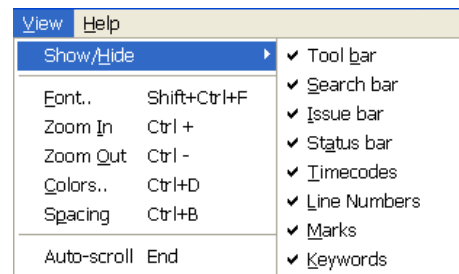 View Help
Show/Hide
Font.. Shift+Ctrl+F
Zoom In Ctrl +
Zoom Out Ctrl -
Colors.. Ctrl+D
Spacing Ctrl+B
Auto-scroll End
Tool bar
Search bar
Issue bar
Status bar
Timecodes
Line Numbers
Marks
Keywords